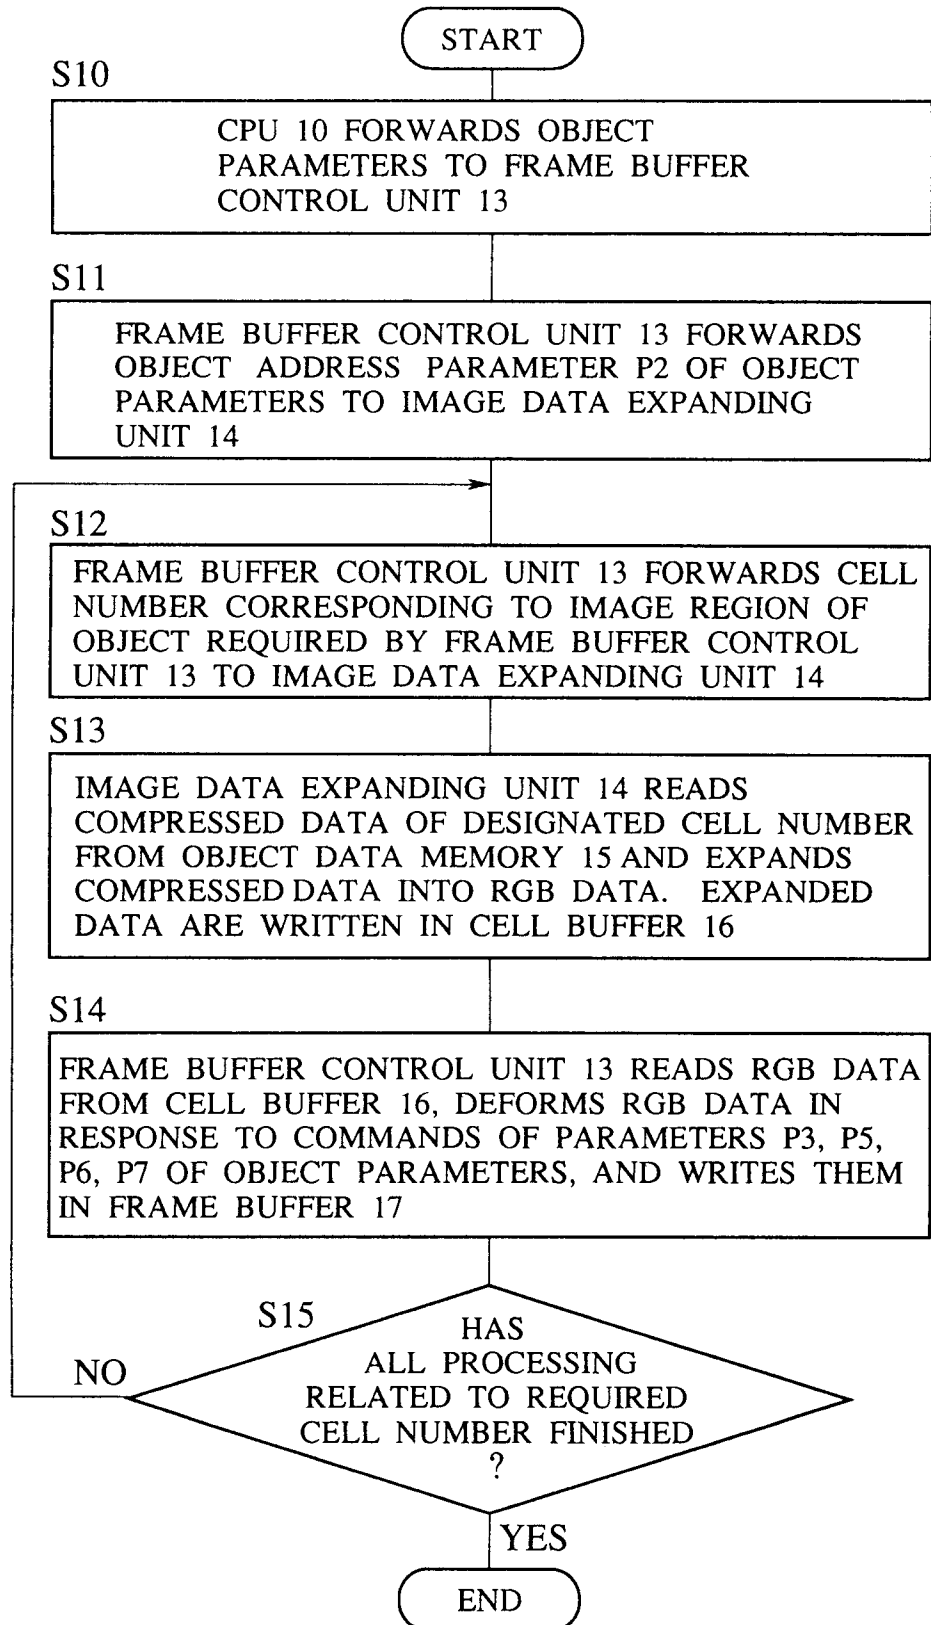 START
S10
CPU 10 FORWARDS OBJECT
PARAMETERS TO FRAME BUFFER
CONTROL UNIT 13
S11
FRAME BUFFER CONTROL UNIT 13 FORWARDS
OBJECT ADDRESS PARAMETER P2 OF OBJECT
PARAMETERS TO IMAGE DATA EXPANDING
UNIT 14
S12
FRAME BUFFER CONTROL UNIT 13 FORWARDS CELL
NUMBER CORRESPONDING TO IMAGE REGION OF
OBJECT REQUIRED BY FRAME BUFFER CONTROL
UNIT 13 TO IMAGE DATA EXPANDING UNIT 14
S13
IMAGE DATA EXPANDING UNIT 14 READS
COMPRESSED DATA OF DESIGNATED CELL NUMBER
FROM OBJECT DATA MEMORY 15 AND EXPANDS
COMPRESSED DATA INTO RGB DATA. EXPANDED
DATA ARE WRITTEN IN CELL BUFFER 16
S14
FRAME BUFFER CONTROL UNIT 13 READS RGB DATA
FROM CELL BUFFER 16, DEFORMS RGB DATA IN
RESPONSE TO COMMANDS OF PARAMETERS P3, P5,
P6, P7 OF OBJECT PARAMETERS, AND WRITES THEM
IN FRAME BUFFER 17
S15
HAS
ALL PROCESSING
RELATED TO REQUIRED
CELL NUMBER FINISHED
?
NO
YES
END